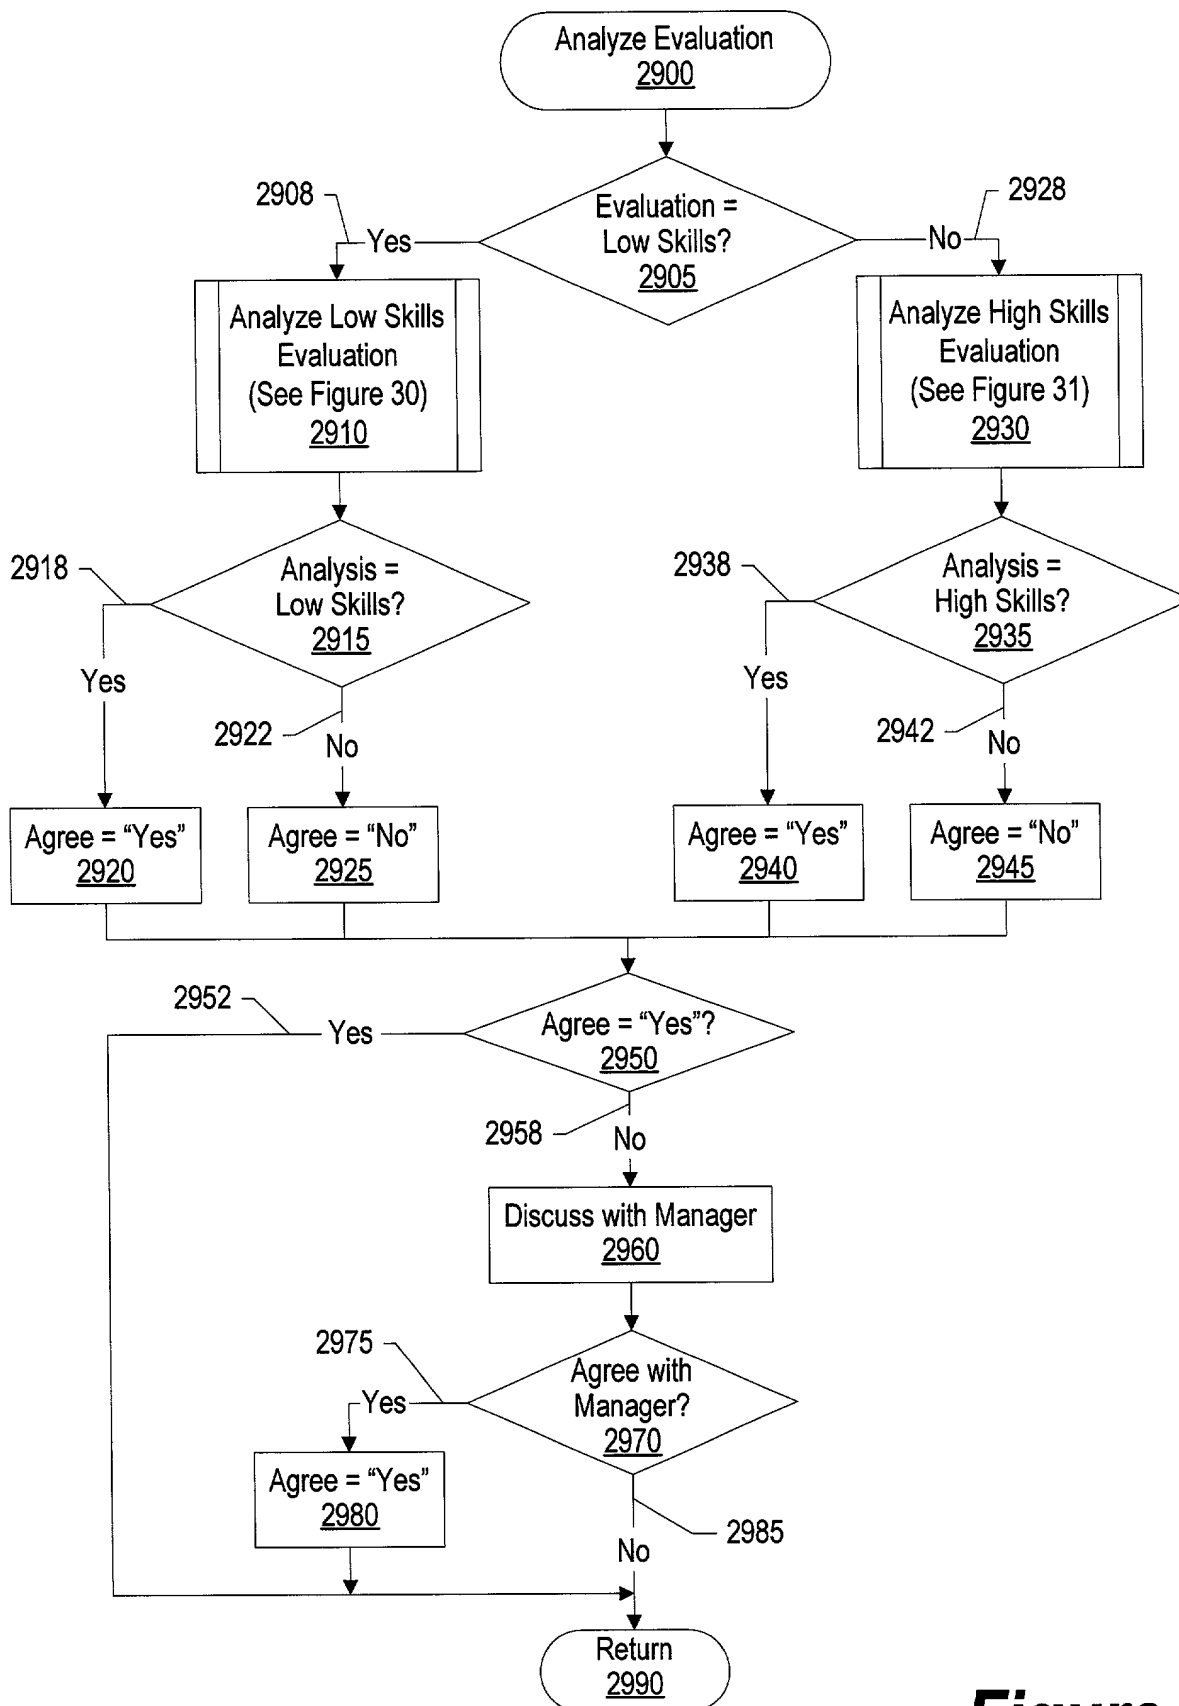 Analyze Evaluation
2900
2908
2928
Evaluation =
Low Skills?
2905
Yes
No
Analyze Low Skills
Evaluation
(See Figure 30)
2910
Analyze High Skills
Evaluation
(See Figure 31)
2930
2918
Analysis =
Low Skills?
2915
2938
Analysis =
High Skills?
2935
Yes
2922
No
Yes
2942
No
Agree = “Yes”
2920
Agree = “No”
2925
Agree = “Yes”
2940
Agree = “No”
2945
2952
Yes
Agree = “Yes”?
2950
2958
No
Discuss with Manager
2960
2975
Yes
Agree with
Manager?
2970
Agree = “Yes”
2980
2985
No
Return
2990
Figure